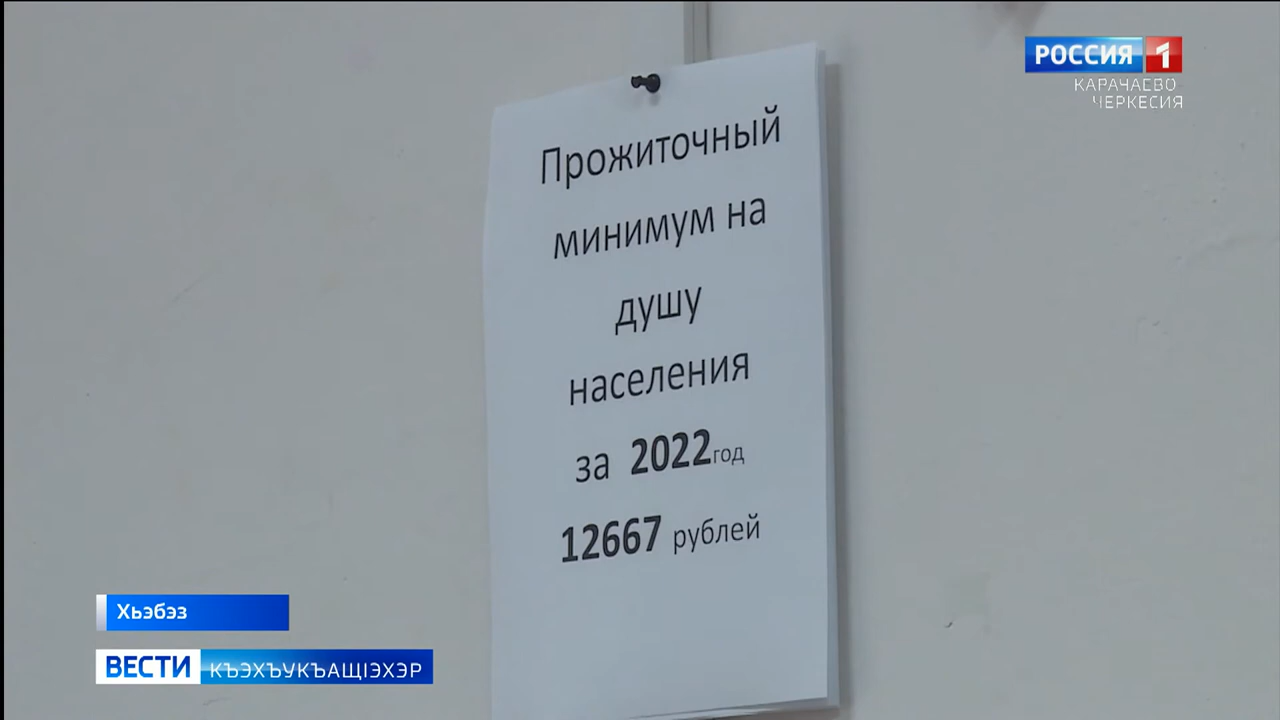 РОССИЯ 1
КАРАЧАЕВО
ЧЕРКЕСИЯ
Прожиточный
минимум на
душу
населения
за 2022год
12667 рублей
Хьэбэз
ВЕСТИ КЪЭХЪУКЪАЩІЭХЭР